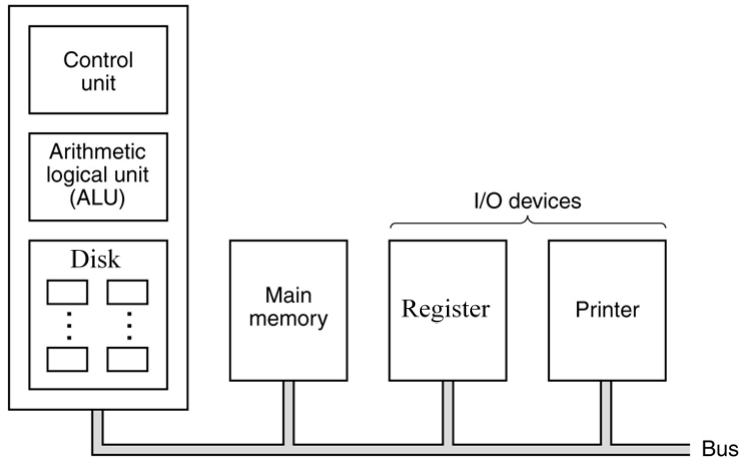 Control
unit
Arithmetic
logical unit
(ALU)
Disk
I/O devices
Main
memory
Register
Printer
Bus